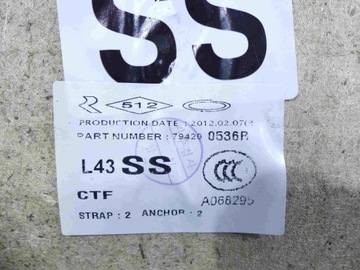 SS
R 512
PRODUCTION DATE : 2012.02.07
PART NUMBER : 79420 0536R
L43 SS
CCC
CTF
A068295
STRAP : 2 ANCHOR : 2